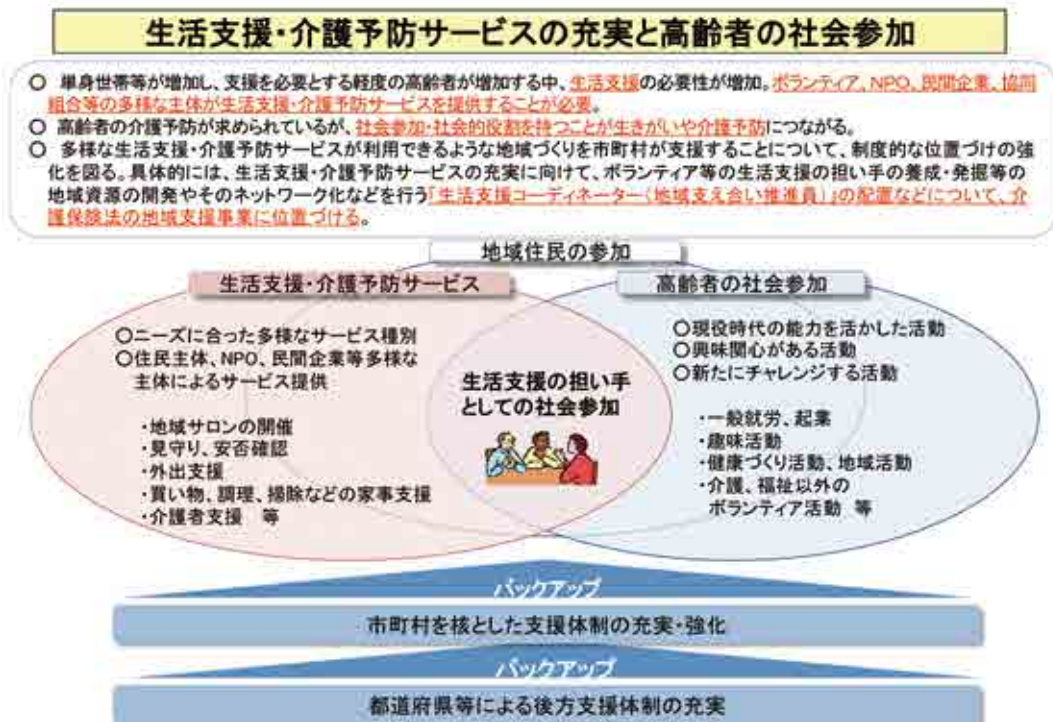 生活支援・介護予防サービスの充実と高齢者の社会参加
○ 単身世帯等が増加し、支援を必要とする軽度の高齢者が増加する中、生活支援の必要性が増加。ボランティア、NPO、民間企業、協同
組合等の多様な主体が生活支援・介護予防サービスを提供することが必要。
○ 高齢者の介護予防が求められているが、社会参加・社会的役割を持つことが生きがいや介護予防につながる。
○ 多様な生活支援・介護予防サービスが利用できるような地域づくりを市町村が支援することについて、制度的な位置づけの強
化を図る。具体的には、生活支援・介護予防サービスの充実に向けて、ボランティア等の生活支援の担い手の養成・発掘等の
地域資源の開発やそのネットワーク化などを行う「生活支援コーディネーター（地域支え合い推進員）」の配置などについて、介
護保険法の地域支援事業に位置づける。
地域住民の参加
生活支援・介護予防サービス
○ニーズに合った多様なサービス種別
○住民主体、NPO、民間企業等多様な
主体によるサービス提供
・地域サロンの開催
・見守り、安否確認
・外出支援
・買い物、調理、掃除などの家事支援
・介護者支援 等
生活支援の担い手
としての社会参加
高齢者の社会参加
○現役時代の能力を活かした活動
○興味関心がある活動
○新たにチャレンジする活動
・一般就労、起業
・趣味活動
・健康づくり活動、地域活動
・介護、福祉以外の
ボランティア活動 等
バックアップ
市町村を核とした支援体制の充実・強化
バックアップ
都道府県等による後方支援体制の充実